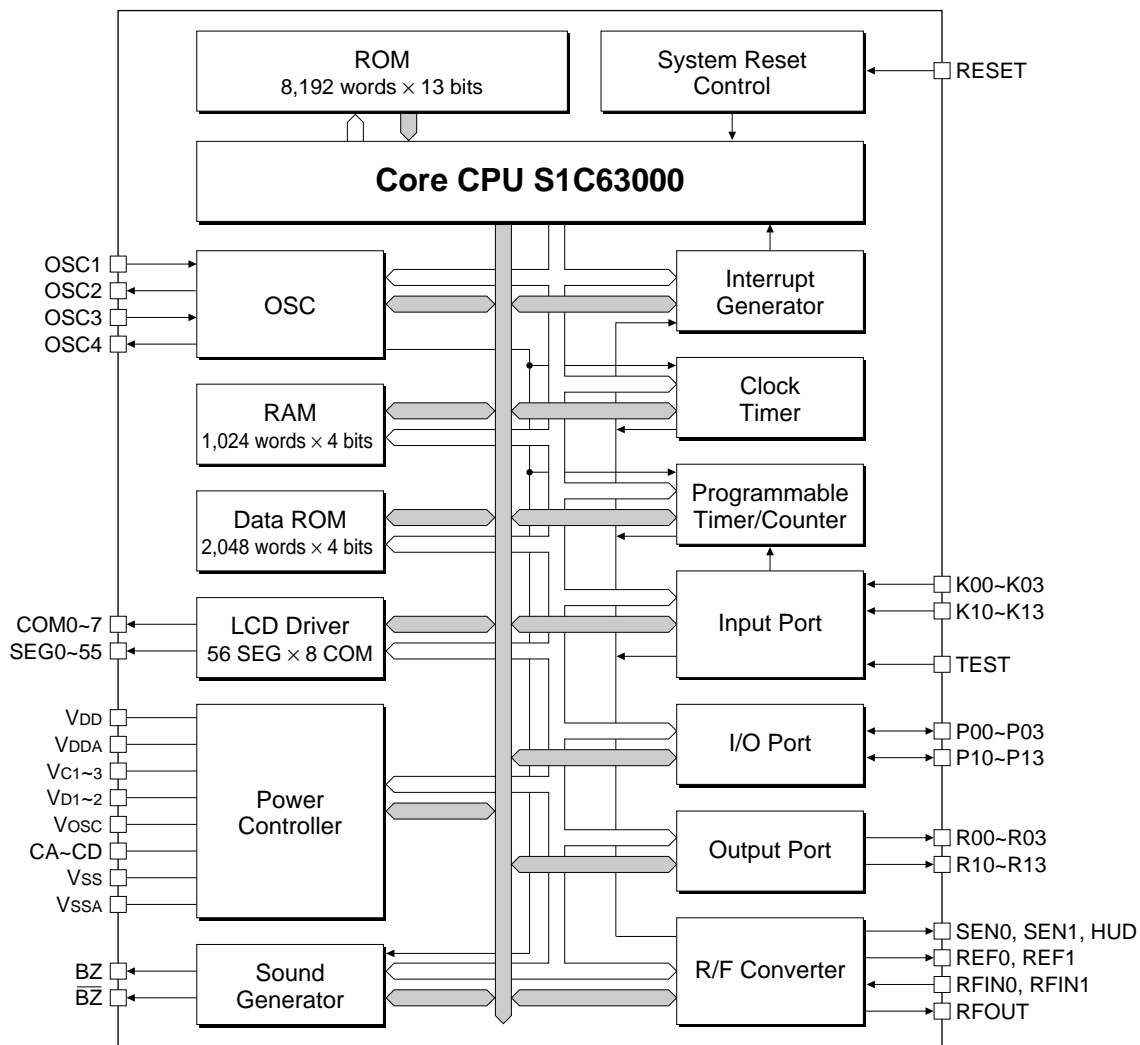 ROM
8,192 words × 13 bits
System Reset
Control
RESET
Core CPU S1C63000
OSC1
OSC2
OSC3
OSC4
OSC
Interrupt
Generator
RAM
1,024 words × 4 bits
Clock
Timer
Data ROM
2,048 words × 4 bits
Programmable
Timer/Counter
COM0~7
SEG0~55
LCD Driver
56 SEG × 8 COM
Input Port
K00~K03
K10~K13
TEST
VDD
VDDA
VC1~3
VD1~2
VOSC
CA~CD
VSS
VSSA
Power
Controller
I/O Port
P00~P03
P10~P13
Output Port
R00~R03
R10~R13
BZ
B̅Z̅
Sound
Generator
R/F Converter
SEN0, SEN1, HUD
REF0, REF1
RFIN0, RFIN1
RFOUT